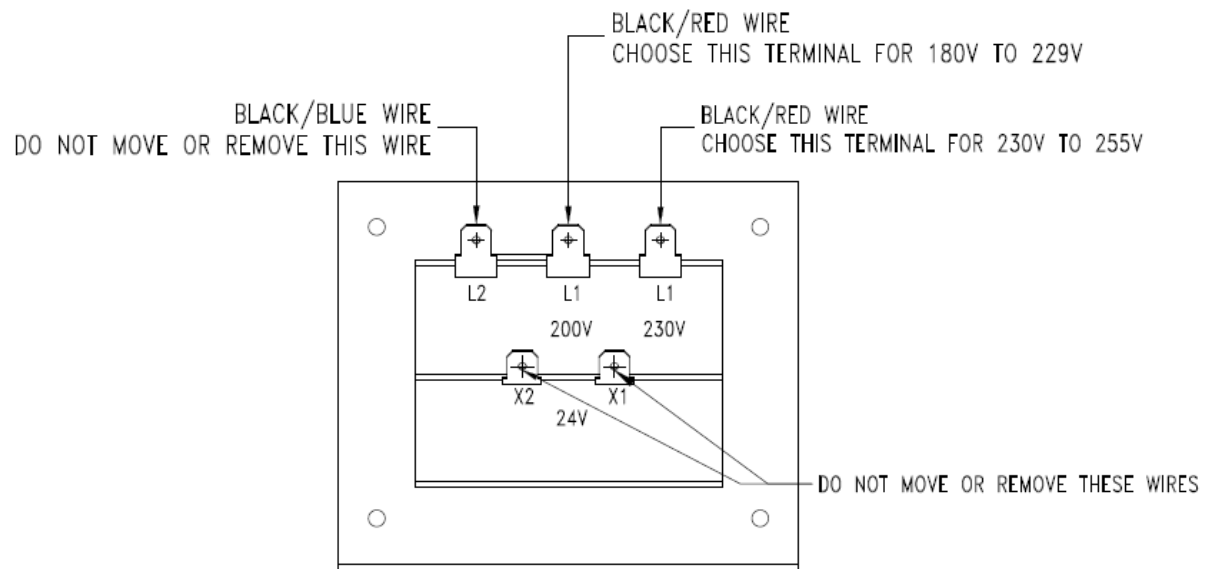 BLACK/RED WIRE
CHOOSE THIS TERMINAL FOR 180V TO 229V
BLACK/BLUE WIRE
DO NOT MOVE OR REMOVE THIS WIRE
BLACK/RED WIRE
CHOOSE THIS TERMINAL FOR 230V TO 255V
L2 L1 L1
200V 230V
X2 X1
24V
DO NOT MOVE OR REMOVE THESE WIRES